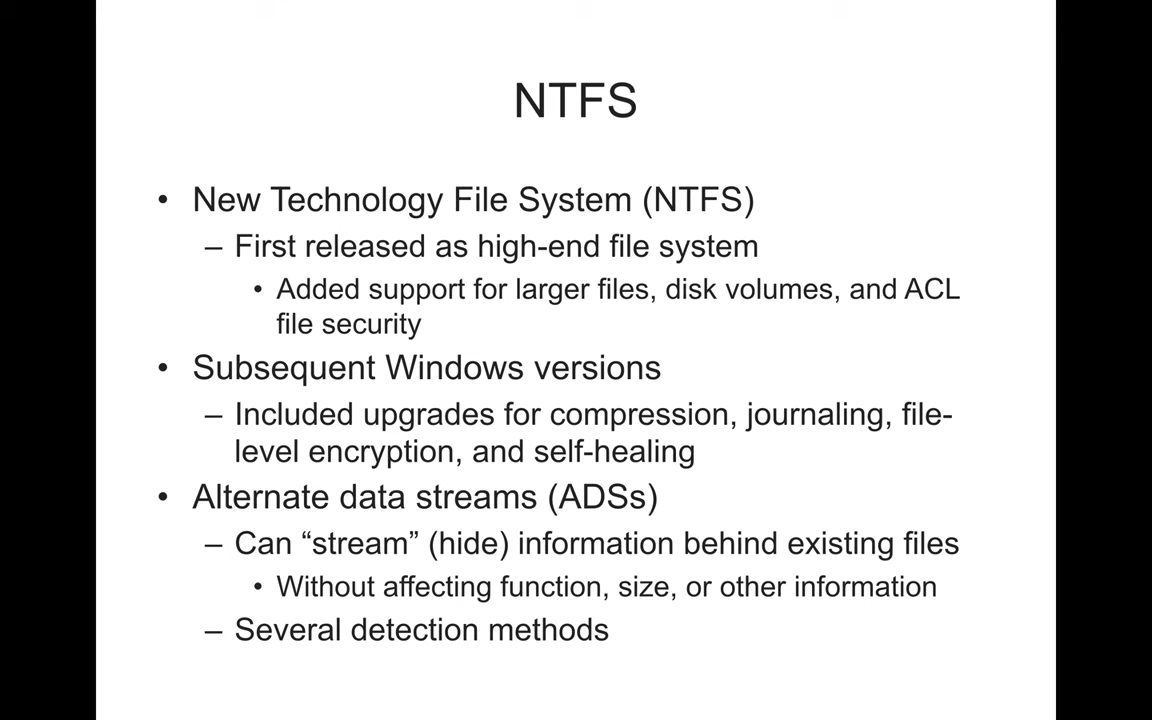 NTFS
• New Technology File System (NTFS)
– First released as high-end file system
• Added support for larger files, disk volumes, and ACL
file security
• Subsequent Windows versions
– Included upgrades for compression, journaling, file-
level encryption, and self-healing
• Alternate data streams (ADSs)
– Can “stream” (hide) information behind existing files
• Without affecting function, size, or other information
– Several detection methods